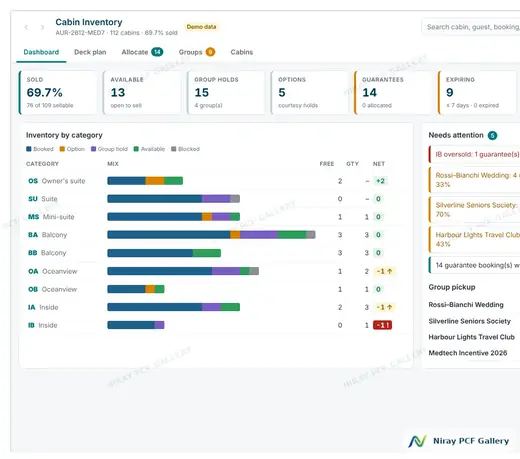 Cabin Inventory
AUR-2612-MED7 · 112 cabins · 69.7% sold
Demo data
Search cabin, guest, booking,
Dashboard
Deck plan
Allocate 14
Groups 9
Cabins
SOLD
69.7%
76 of 109 sellable
AVAILABLE
13
open to sell
GROUP HOLDS
15
4 group(s)
OPTIONS
5
courtesy holds
GUARANTEES
14
0 allocated
EXPIRING
9
≤ 7 days · 0 expired
Inventory by category
Booked Option Group hold Available Blocked
CATEGORY MIX FREE GTY NET
OS Owner's suite 2 – +2
SU Suite 0 – 0
MS Mini-suite 1 1 0
BA Balcony 3 3 0
BB Balcony 3 3 0
OA Oceanview 1 2 -1 ↑
OB Oceanview 1 1 0
IA Inside 2 3 -1 ↑
IB Inside 0 1 -1 !
Needs attention 5
IB oversold: 1 guarantee(s)
Rossi–Bianchi Wedding: 4
33%
Silverline Seniors Society:
70%
Harbour Lights Travel Club
43%
14 guarantee booking(s) w
Group pickup
Rossi–Bianchi Wedding
Silverline Seniors Society
Harbour Lights Travel Club
Medtech Incentive 2026
Niray PCF Gallery